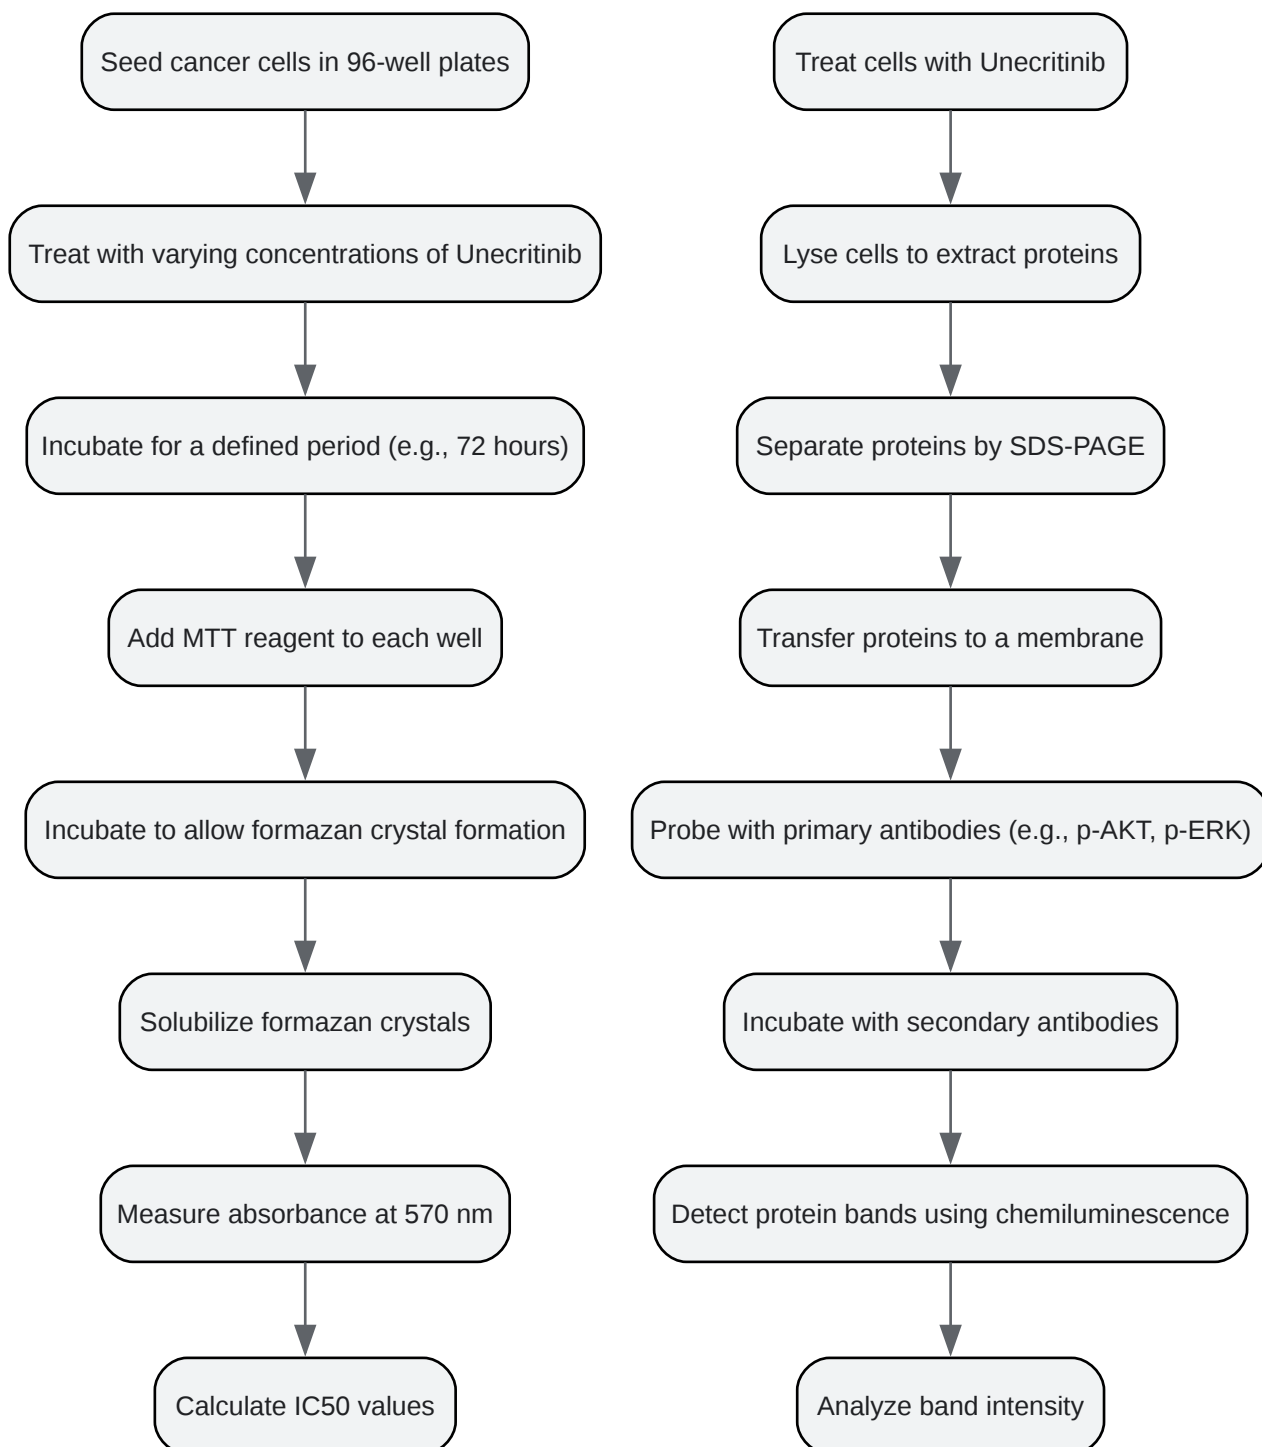 Seed cancer cells in 96-well plates
Treat with varying concentrations of Unecritinib
Incubate for a defined period (e.g., 72 hours)
Add MTT reagent to each well
Incubate to allow formazan crystal formation
Solubilize formazan crystals
Measure absorbance at 570 nm
Calculate IC50 values
Treat cells with Unecritinib
Lyse cells to extract proteins
Separate proteins by SDS-PAGE
Transfer proteins to a membrane
Probe with primary antibodies (e.g., p-AKT, p-ERK)
Incubate with secondary antibodies
Detect protein bands using chemiluminescence
Analyze band intensity